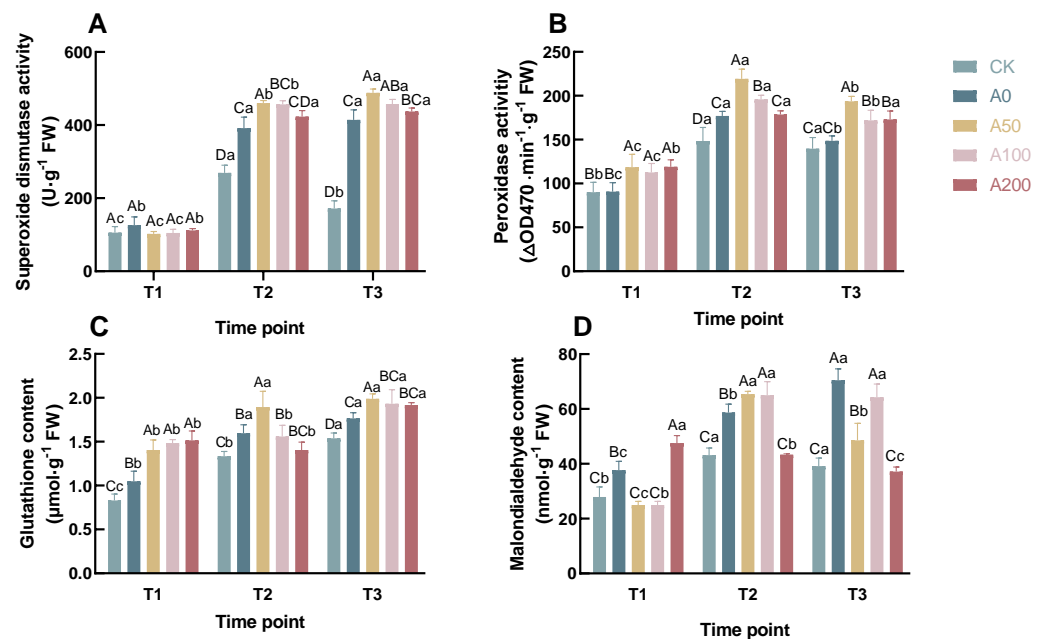 A
Superoxide dismutase activity
(U·g⁻¹ FW)
600
400
200
0
Ac Ab Ac Ac Ab
Da Ca Ab BCb CDa
Db Ca Aa ABa BCa
T1 T2 T3
Time point
B
Peroxidase activitiy
(ΔOD470 ·min⁻¹·g⁻¹ FW)
250
200
150
100
50
0
Bb Bc Ac Ac Ab
Da Ca Aa Ba Ca
Ca Cb Ab Bb Ba
T1 T2 T3
Time point
CK
A0
A50
A100
A200
C
Glutathione content
(μmol·g⁻¹ FW)
2.5
2.0
1.5
1.0
0.5
0.0
Cc Bb Ab Ab Ab
Cb Ba Aa Bb BCb
Da Ca Aa BCa BCa
T1 T2 T3
Time point
D
Malondialdehyde content
(nmol·g⁻¹ FW)
80
60
40
20
0
Cb Bc Cc Cb Aa
Ca Bb Aa Aa Cb
Ca Aa Bb Aa Cc
T1 T2 T3
Time point